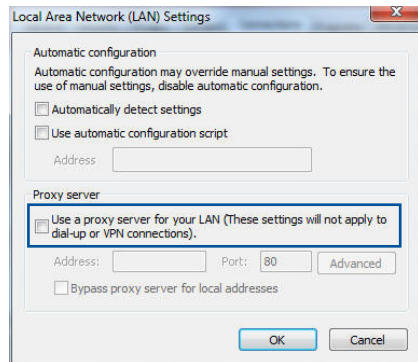 Local Area Network (LAN) Settings
Automatic configuration
Automatic configuration may override manual settings. To ensure the
use of manual settings, disable automatic configuration.
Automatically detect settings
Use automatic configuration script
Address
Proxy server
Use a proxy server for your LAN (These settings will not apply to
dial-up or VPN connections).
Address:
Port: 80
Advanced
Bypass proxy server for local addresses
OK
Cancel